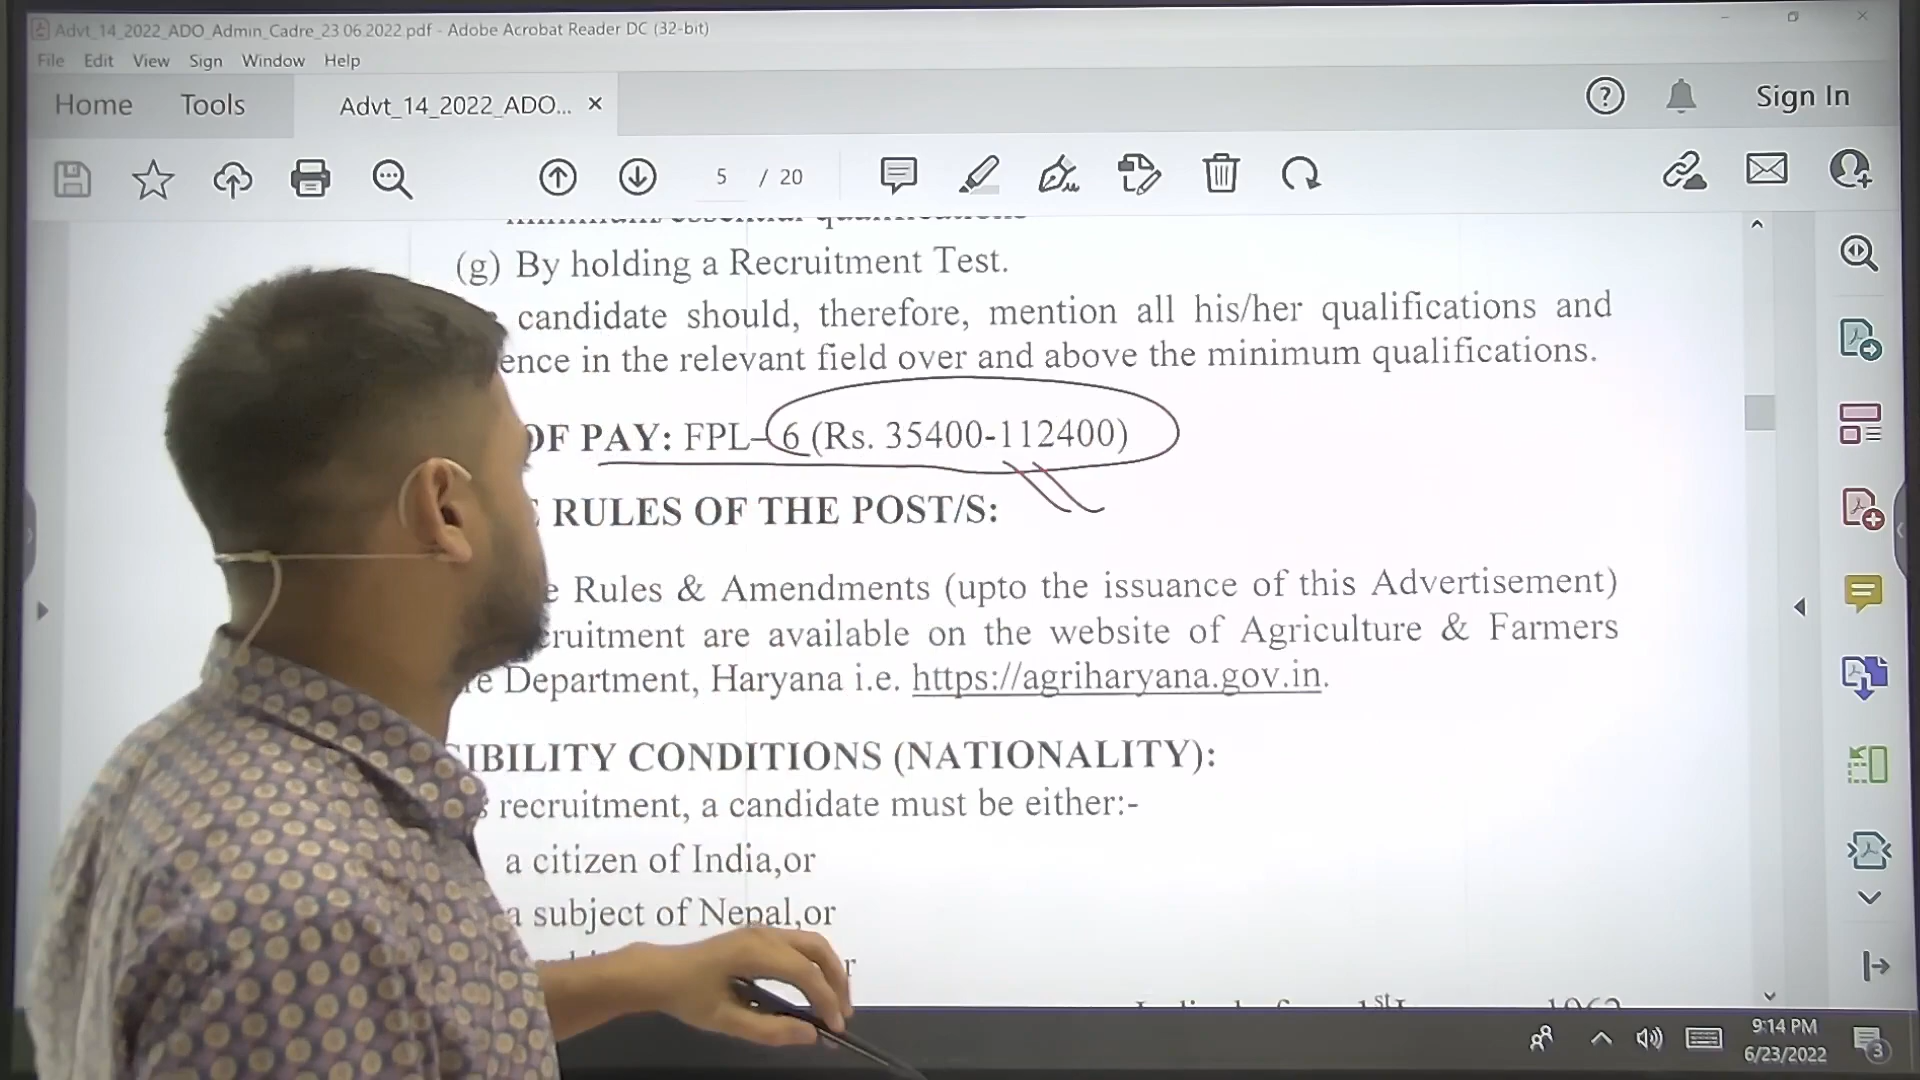 Advt_14_2022_ADO_Admin_Cadre_23.06.2022.pdf - Adobe Acrobat Reader DC (32-bit)
File Edit View Sign Window Help
Home Tools Advt_14_2022_ADO... × Sign In
5 / 20
(g) By holding a Recruitment Test.
candidate should, therefore, mention all his/her qualifications and
ence in the relevant field over and above the minimum qualifications.
OF PAY: FPL-6 (Rs. 35400-112400)
RULES OF THE POST/S:
e Rules & Amendments (upto the issuance of this Advertisement)
cruitment are available on the website of Agriculture & Farmers
re Department, Haryana i.e. https://agriharyana.gov.in.
IBILITY CONDITIONS (NATIONALITY):
s recruitment, a candidate must be either:-
a citizen of India,or
a subject of Nepal,or
9:14 PM
6/23/2022
3